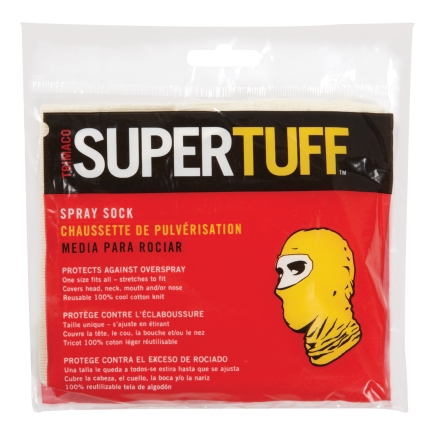 TRIMACO
SUPERTUFF™
SPRAY SOCK
CHAUSSETTE DE PULVÉRISATION
MEDIA PARA ROCIAR
PROTECTS AGAINST OVERSPRAY
One size fits all – stretches to fit
Covers head, neck, mouth and/or nose
Reusable 100% cool cotton knit
PROTÈGE CONTRE L'ÉCLABOUSSURE
Taille unique – s'ajuste en étirant
Couvre la tête, le cou, la bouche et/ou le nez
Tricot 100% coton léger réutilisable
PROTEGE CONTRA EL EXCESO DE ROCIADO
Una talla le queda a todos-se estira hasta que se ajusta
Cubre la cabeza, el cuello, la boca y/o la nariz
100% reutilizable tela de algodón